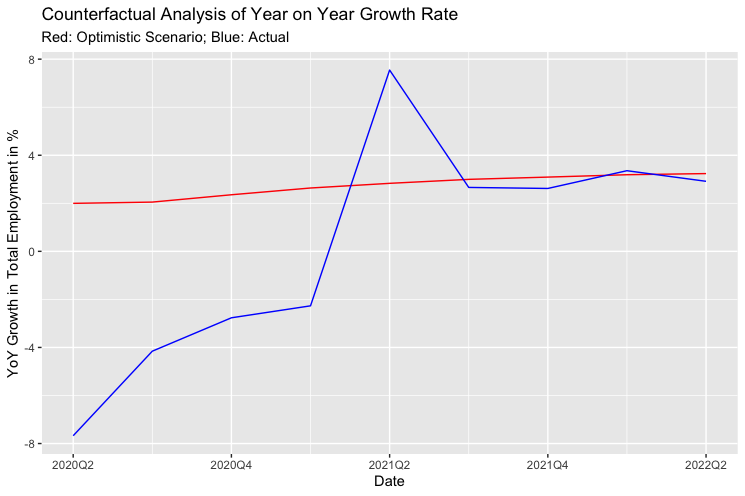 Counterfactual Analysis of Year on Year Growth Rate
Red: Optimistic Scenario; Blue: Actual
YoY Growth in Total Employment in %
8
4
0
-4
-8
2020Q2
2020Q4
2021Q2
2021Q4
2022Q2
Date